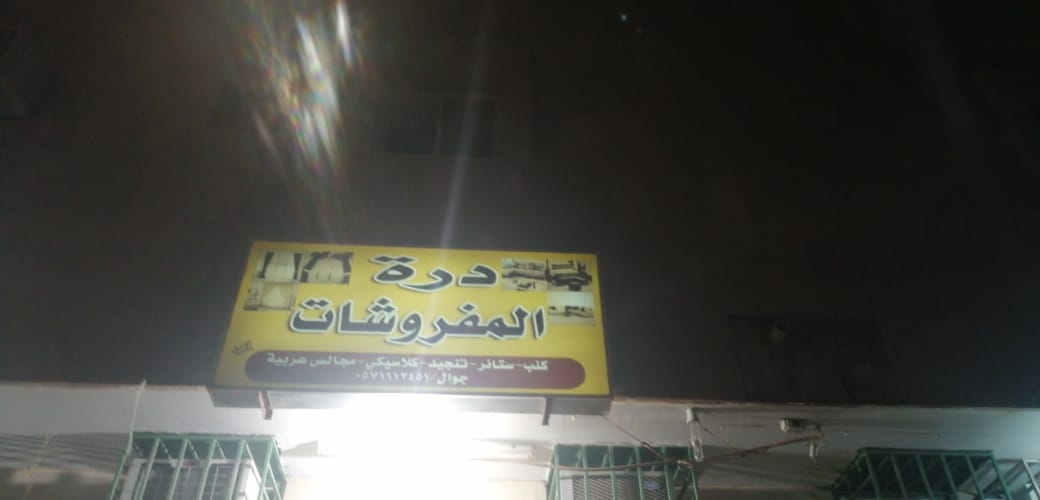 درة
المفروشات
كنب - ستائر - تنجيد - كلاسيكي - مجالس عربية
جوال / ٠٥٧١١١٢٤٥١